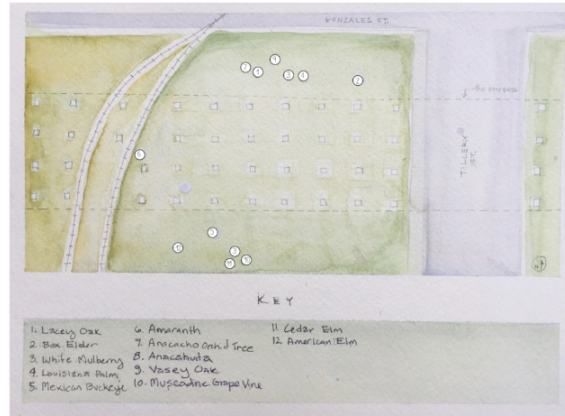 GONZALES ST.
TILLERY ST.
KEY
1. Lacey Oak
2. Box Elder
3. White Mulberry
4. Louisiana Palm
5. Mexican Buckeye
6. Amaranth
7. Anacacho Orchid Tree
8. Anacahuita
9. Vasey Oak
10. Muscadine Grape Vine
11 Cedar Elm
12 American Elm